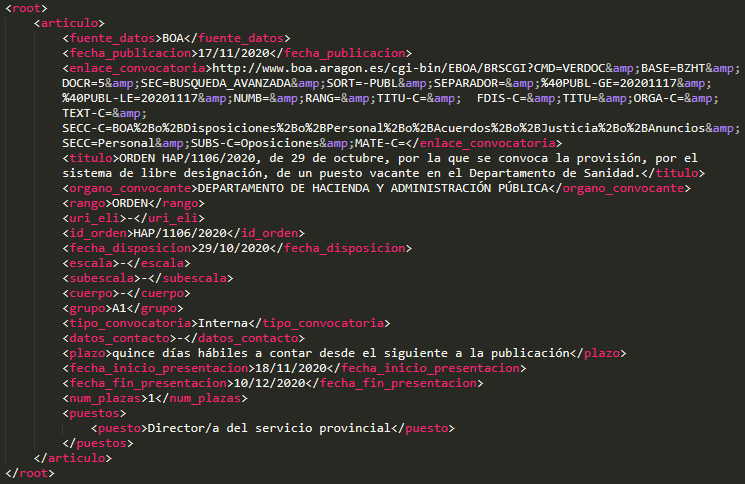 <root>
<articulo>
<fuente_datos>BOA</fuente_datos>
<fecha_publicacion>17/11/2020</fecha_publicacion>
<enlace_convocatoria>http://www.boa.aragon.es/cgi-bin/EBOA/BRSCGI?CMD=VERDOC&amp;BASE=BZHT&amp;
DOCR=5&amp;SEC=BUSQUEDA_AVANZADA&amp;SORT=-PUBL&amp;SEPARADOR=&amp;%40PUBL-GE=20201117&amp;
%40PUBL-LE=20201117&amp;NUMB=&amp;RANG=&amp;TITU-C=&amp;  FDIS-C=&amp;TITU=&amp;ORGA-C=&amp;
TEXT-C=&amp;
SECC-C=BOA%2Bo%2BDisposiciones%2Bo%2BPersonal%2Bo%2BAcuerdos%2Bo%2BJusticia%2Bo%2BAnuncios&amp;
SECC=Personal&amp;SUBS-C=Oposiciones&amp;MATE-C=</enlace_convocatoria>
<titulo>ORDEN HAP/1106/2020, de 29 de octubre, por la que se convoca la provisión, por el
sistema de libre designación, de un puesto vacante en el Departamento de Sanidad.</titulo>
<organo_convocante>DEPARTAMENTO DE HACIENDA Y ADMINISTRACIÓN PÚBLICA</organo_convocante>
<rango>ORDEN</rango>
<uri_eli>-</uri_eli>
<id_orden>HAP/1106/2020</id_orden>
<fecha_disposicion>29/10/2020</fecha_disposicion>
<escala>-</escala>
<subescala>-</subescala>
<cuerpo>-</cuerpo>
<grupo>A1</grupo>
<tipo_convocatoria>Interna</tipo_convocatoria>
<datos_contacto>-</datos_contacto>
<plazo>quince días hábiles a contar desde el siguiente a la publicación</plazo>
<fecha_inicio_presentacion>18/11/2020</fecha_inicio_presentacion>
<fecha_fin_presentacion>10/12/2020</fecha_fin_presentacion>
<num_plazas>1</num_plazas>
<puestos>
<puesto>Director/a del servicio provincial</puesto>
</puestos>
</articulo>
</root>